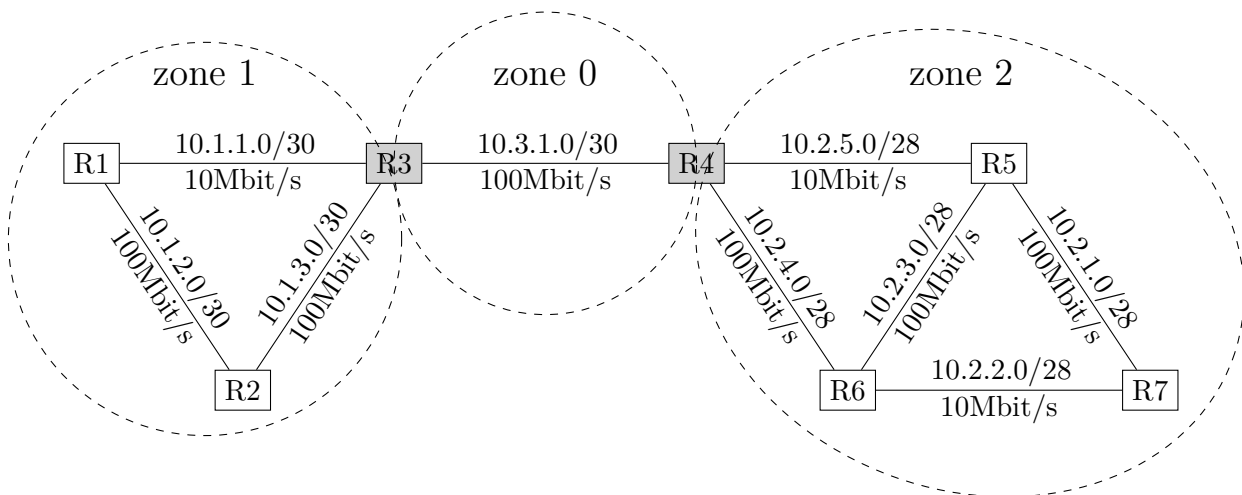 zone 1
zone 0
zone 2
R1
10.1.1.0/30
10Mbit/s
R3
10.3.1.0/30
100Mbit/s
R4
10.2.5.0/28
10Mbit/s
R5
10.1.2.0/30
100Mbit/s
10.1.3.0/30
100Mbit/s
10.2.4.0/28
100Mbit/s
10.2.3.0/28
100Mbit/s
10.2.1.0/28
100Mbit/s
R2
R6
10.2.2.0/28
10Mbit/s
R7